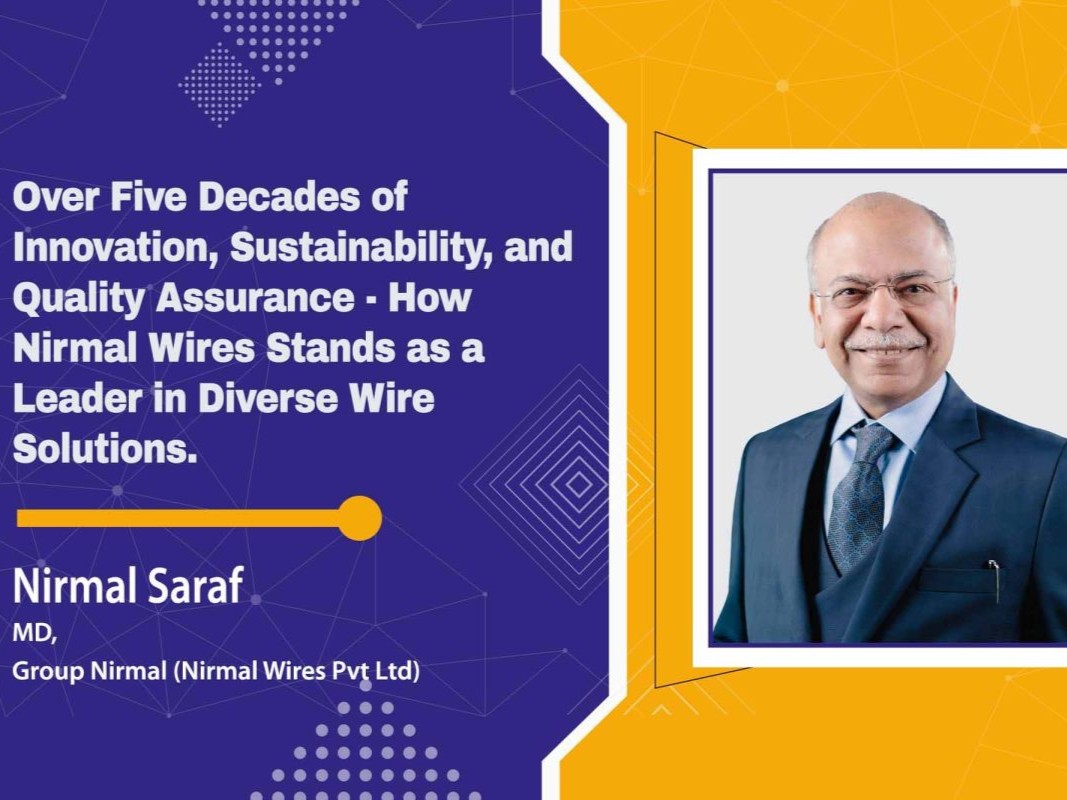 Over Five Decades of
Innovation, Sustainability, and
Quality Assurance - How
Nirmal Wires Stands as a
Leader in Diverse Wire
Solutions.
Nirmal Saraf
MD,
Group Nirmal (Nirmal Wires Pvt Ltd)